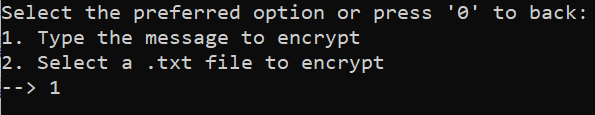 Select the preferred option or press '0' to back:
1. Type the message to encrypt
2. Select a .txt file to encrypt
--> 1